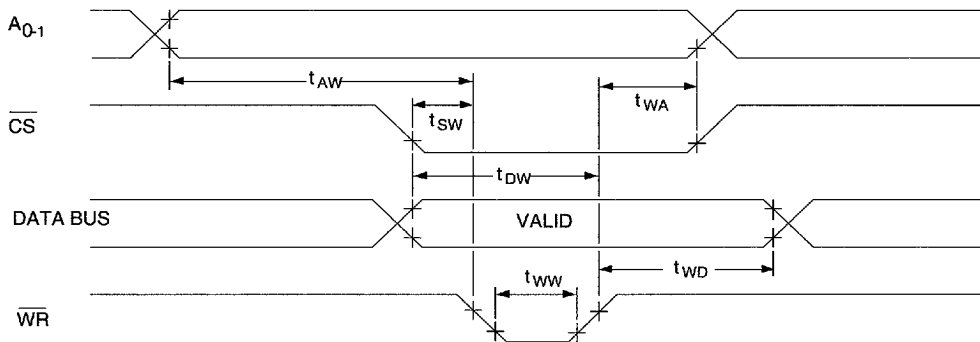 A0-1
tAW
tWA
CS
tSW
tDW
DATA BUS
VALID
tWD
tWW
WR